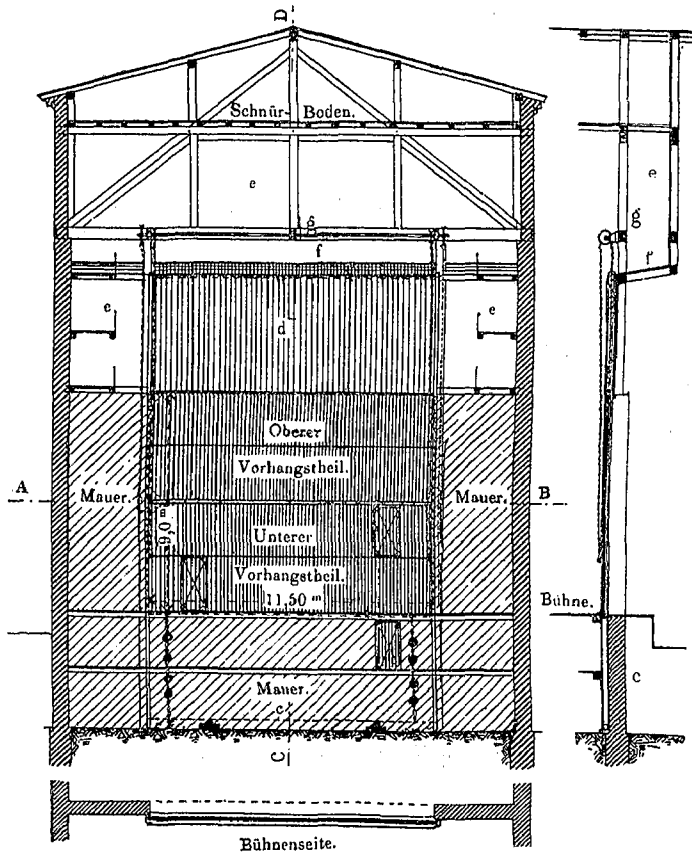 D
Schnür- Boden.
e
e
g
g
f
f
e
e
d
Oberer
Vorhangstheil.
A
Mauer.
Mauer.
B
9,0 m
Unterer
Vorhangstheil.
11,50 m
Bühne.
c
Mauer.
c
C
Bühnenseite.